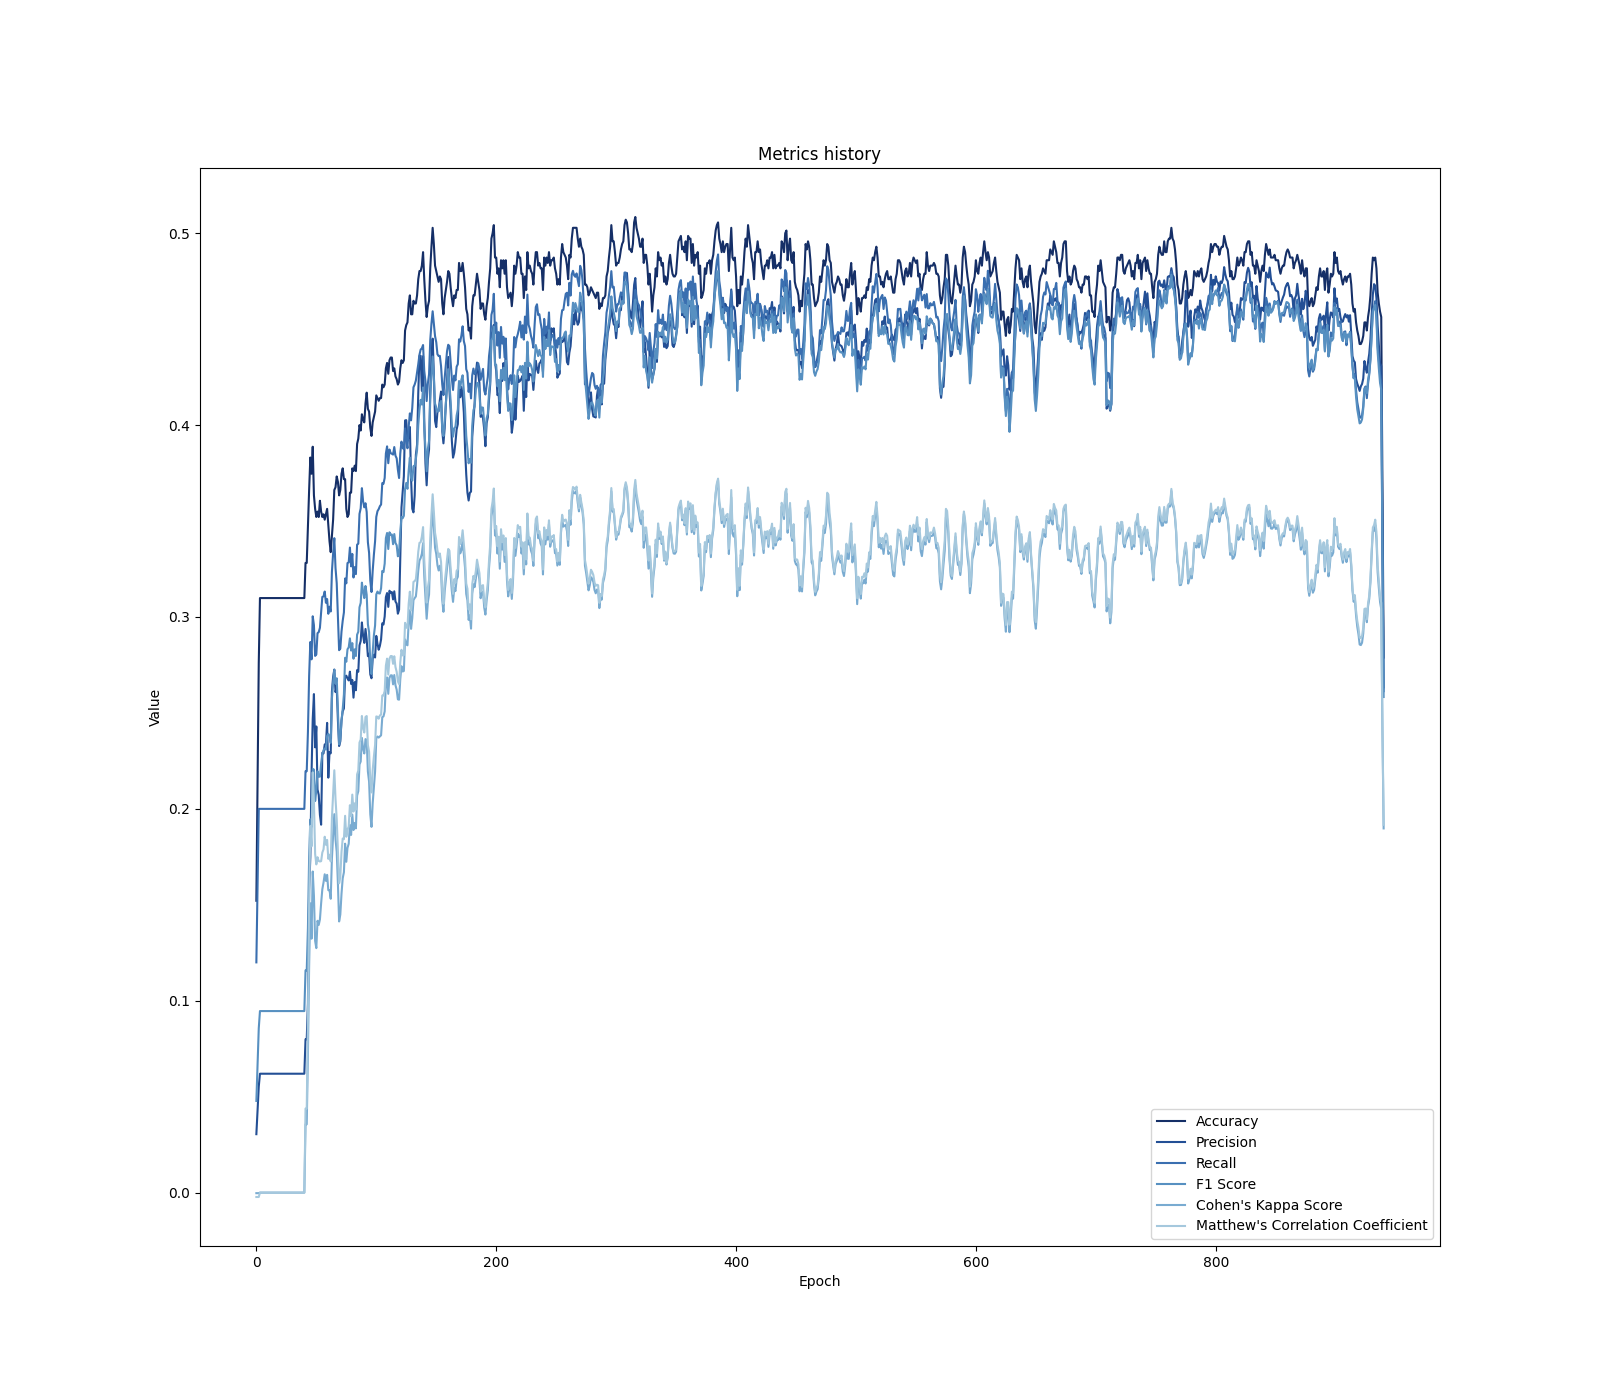 Metrics history
0.5
0.4
0.3
0.2
0.1
0.0
Value
0
200
400
600
800
Epoch
Accuracy
Precision
Recall
F1 Score
Cohen's Kappa Score
Matthew's Correlation Coefficient